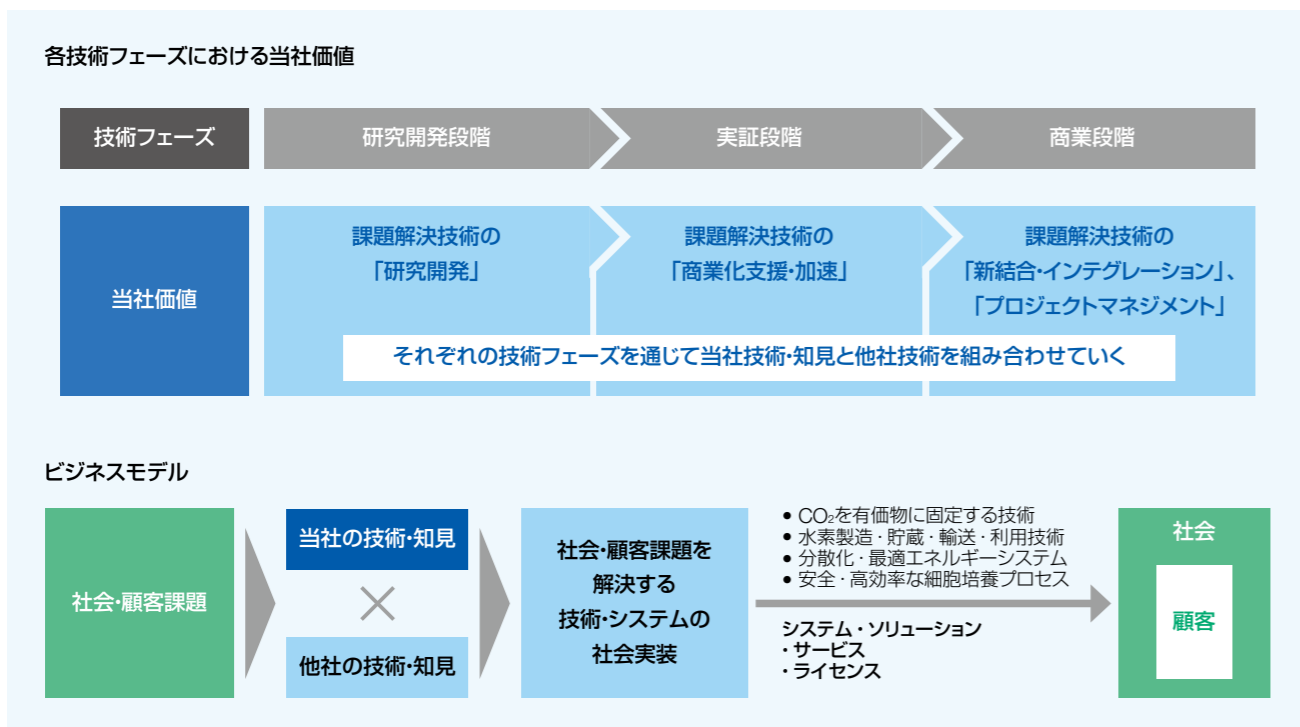 各技術フェーズにおける当社価値
技術フェーズ
研究開発段階
実証段階
商業段階
当社価値
課題解決技術の
「研究開発」
課題解決技術の
「商業化支援・加速」
課題解決技術の
「新結合・インテグレーション」、
「プロジェクトマネジメント」
それぞれの技術フェーズを通じて当社技術・知見と他社技術を組み合わせていく
ビジネスモデル
社会・顧客課題
当社の技術・知見
×
他社の技術・知見
社会・顧客課題を
解決する
技術・システムの
社会実装
• CO₂を有価物に固定する技術
• 水素製造・貯蔵・輸送・利用技術
• 分散化・最適エネルギーシステム
• 安全・高効率な細胞培養プロセス
システム・ソリューション
・サービス
・ライセンス
社会
顧客